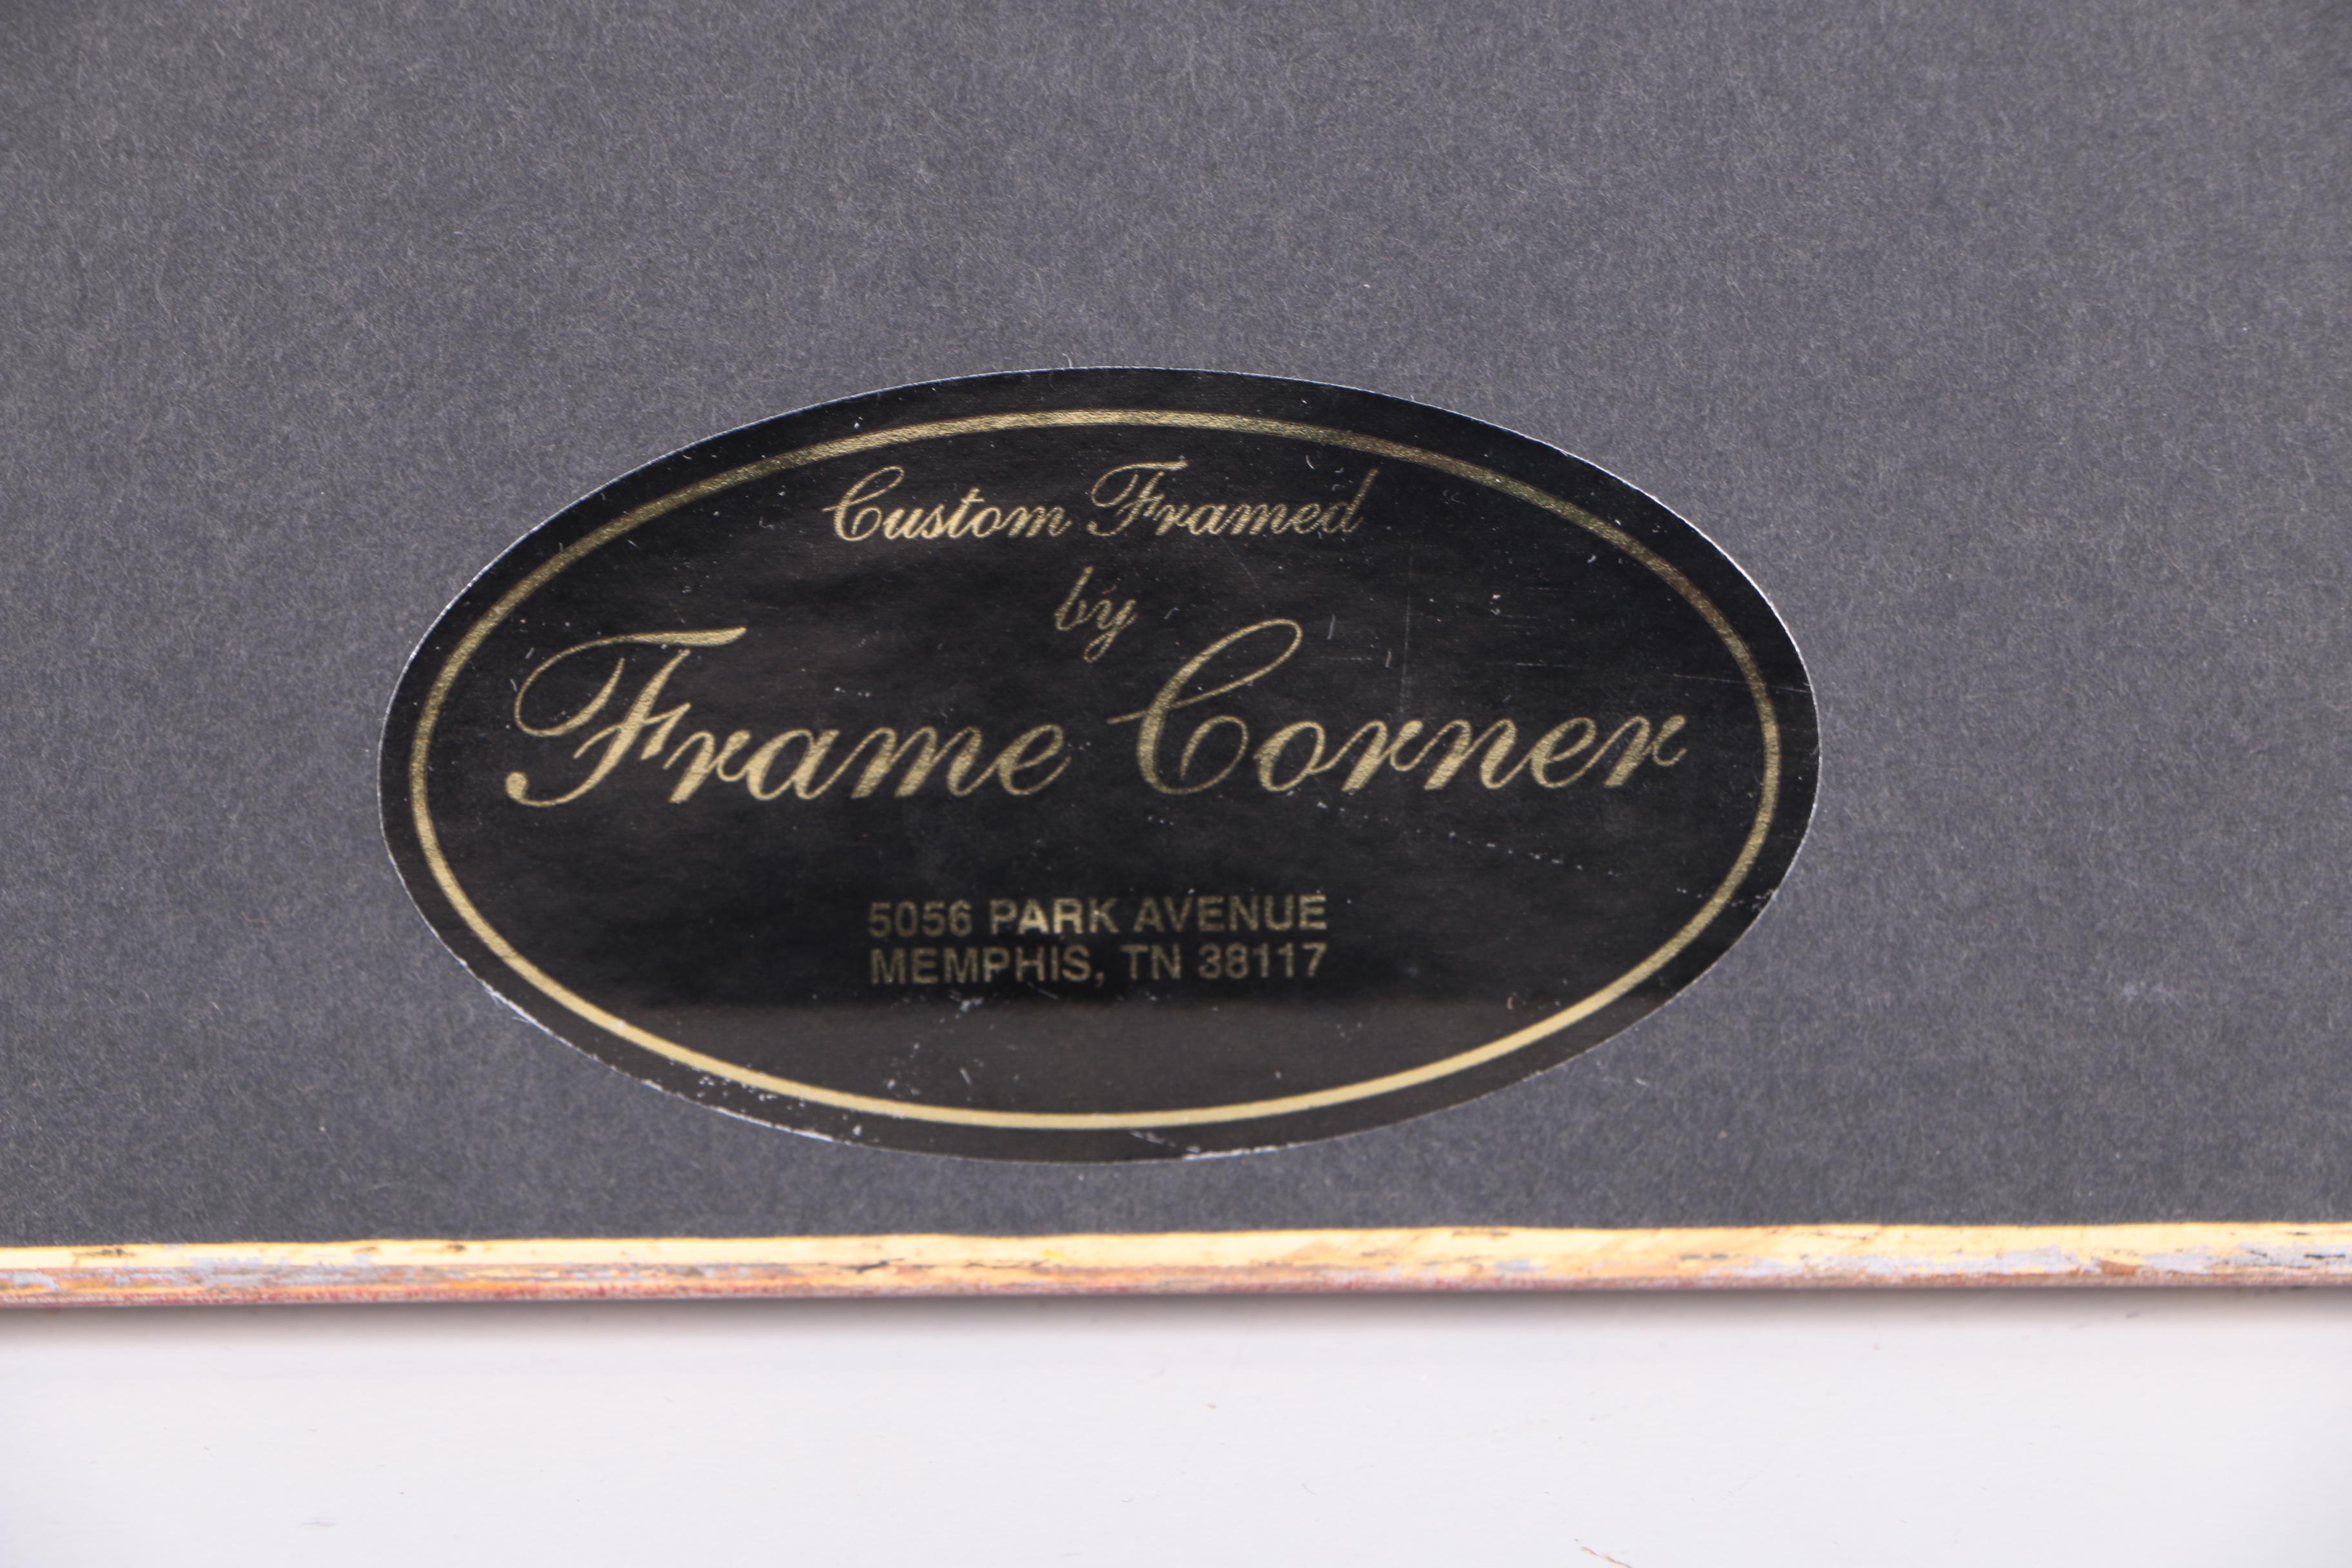 Custom Framed
by
Frame Corner
5056 PARK AVENUE
MEMPHIS, TN 38117